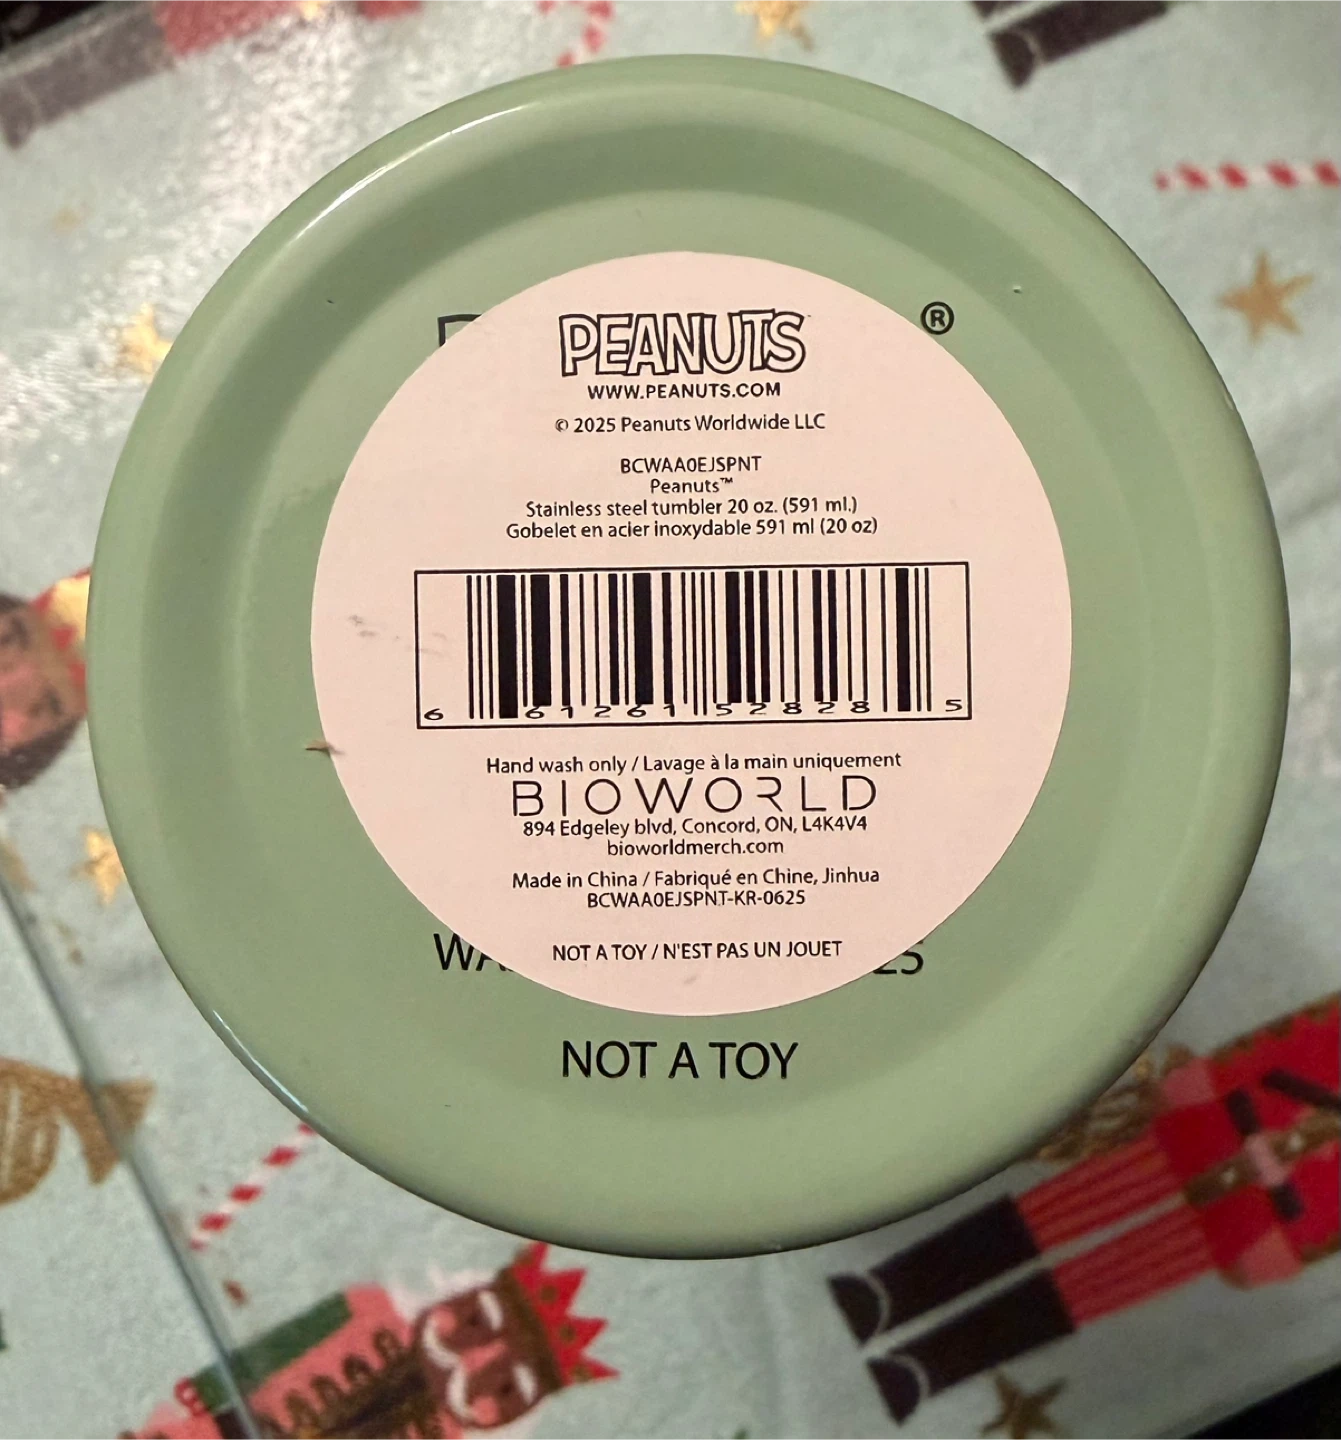 ®
PEANUTS
WWW.PEANUTS.COM
© 2025 Peanuts Worldwide LLC
BCWAA0EJSPNT
Peanuts™
Stainless steel tumbler 20 oz. (591 ml.)
Gobelet en acier inoxydable 591 ml (20 oz)
6 61261 52828 5
Hand wash only / Lavage à la main uniquement
BIOWORLD
894 Edgeley blvd, Concord, ON, L4K4V4
bioworldmerch.com
Made in China / Fabriqué en Chine, Jinhua
BCWAA0EJSPNT-KR-0625
NOT A TOY / N'EST PAS UN JOUET
NOT A TOY